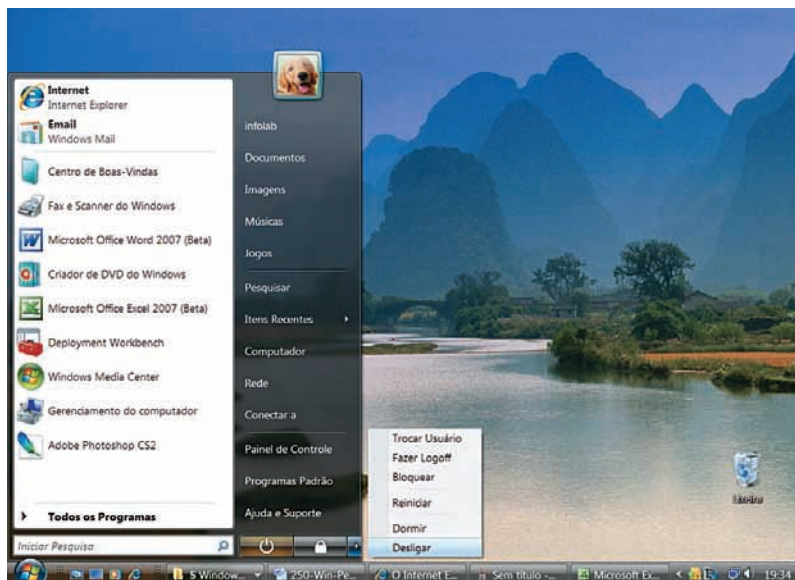 Internet
Internet Explorer
Email
Windows Mail
Centro de Boas-Vindas
Fax e Scanner do Windows
Microsoft Office Word 2007 (Beta)
Criador de DVD do Windows
Microsoft Office Excel 2007 (Beta)
Deployment Workbench
Windows Media Center
Gerenciamento do computador
Adobe Photoshop CS2
Todos os Programas
Iniciar Pesquisa
infolab
Documentos
Imagens
Músicas
Jogos
Pesquisar
Itens Recentes
Computador
Rede
Conectar a
Painel de Controle
Programas Padrão
Ajuda e Suporte
Trocar Usuário
Fazer Logoff
Bloquear
Reiniciar
Dormir
Desligar
Lixeira
5 Window...
250-Win-Pe...
O Internet E...
Sem título -...
Microsoft Ex...
19:34